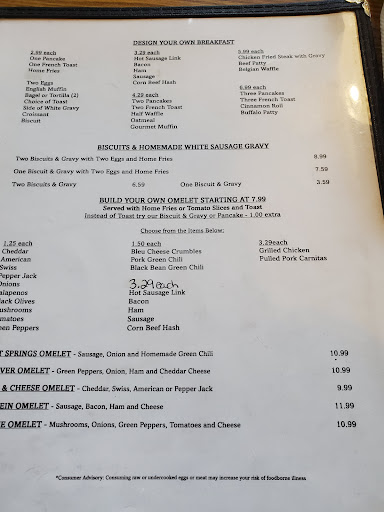 DESIGN YOUR OWN BREAKFAST
2.99 each
One Pancake
One French Toast
Home Fries
Two Eggs
English Muffin
Bagel or Tortilla (2)
Choice of Toast
Side of White Gravy
Croissant
Biscuit
3.29 each
Hot Sausage Link
Bacon
Ham
Sausage
Corn Beef Hash
4.29 each
Two Pancakes
Two French Toast
Half Waffle
Oatmeal
Gourmet Muffin
5.99 each
Chicken Fried Steak with Gravy
Beef Patty
Belgian Waffle
6.99 each
Three Pancakes
Three French Toast
Cinnamon Roll
Buffalo Patty
BISCUITS & HOMEMADE WHITE SAUSAGE GRAVY
Two Biscuits & Gravy with Two Eggs and Home Fries 8.99
One Biscuit & Gravy with Two Eggs and Home Fries 7.59
Two Biscuits & Gravy 6.59 One Biscuit & Gravy 3.59
BUILD YOUR OWN OMELET STARTING AT 7.99
Served with Home Fries or Tomato Slices and Toast
Instead of Toast try our Biscuit & Gravy or Pancake - 1.00 extra
Choose from the Items Below:
1.25 each
Cheddar
American
Swiss
Pepper Jack
Onions
alapenos
lack Olives
ushrooms
matoes
en Peppers
1.50 each
Bleu Cheese Crumbles
Pork Green Chili
Black Bean Green Chili
3.29 each
Hot Sausage Link
Bacon
Ham
Sausage
Corn Beef Hash
3.29each
Grilled Chicken
Pulled Pork Carnitas
T SPRINGS OMELET - Sausage, Onion and Homemade Green Chili 10.99
VER OMELET - Green Peppers, Onion, Ham and Cheddar Cheese 10.99
& CHEESE OMELET - Cheddar, Swiss, American or Pepper Jack 9.99
EIN OMELET - Sausage, Bacon, Ham and Cheese 11.99
E OMELET - Mushrooms, Onions, Green Peppers, Tomatoes and Cheese 10.99
*Consumer Advisory: Consuming raw or undercooked eggs or meat may increase your risk of foodborne illness